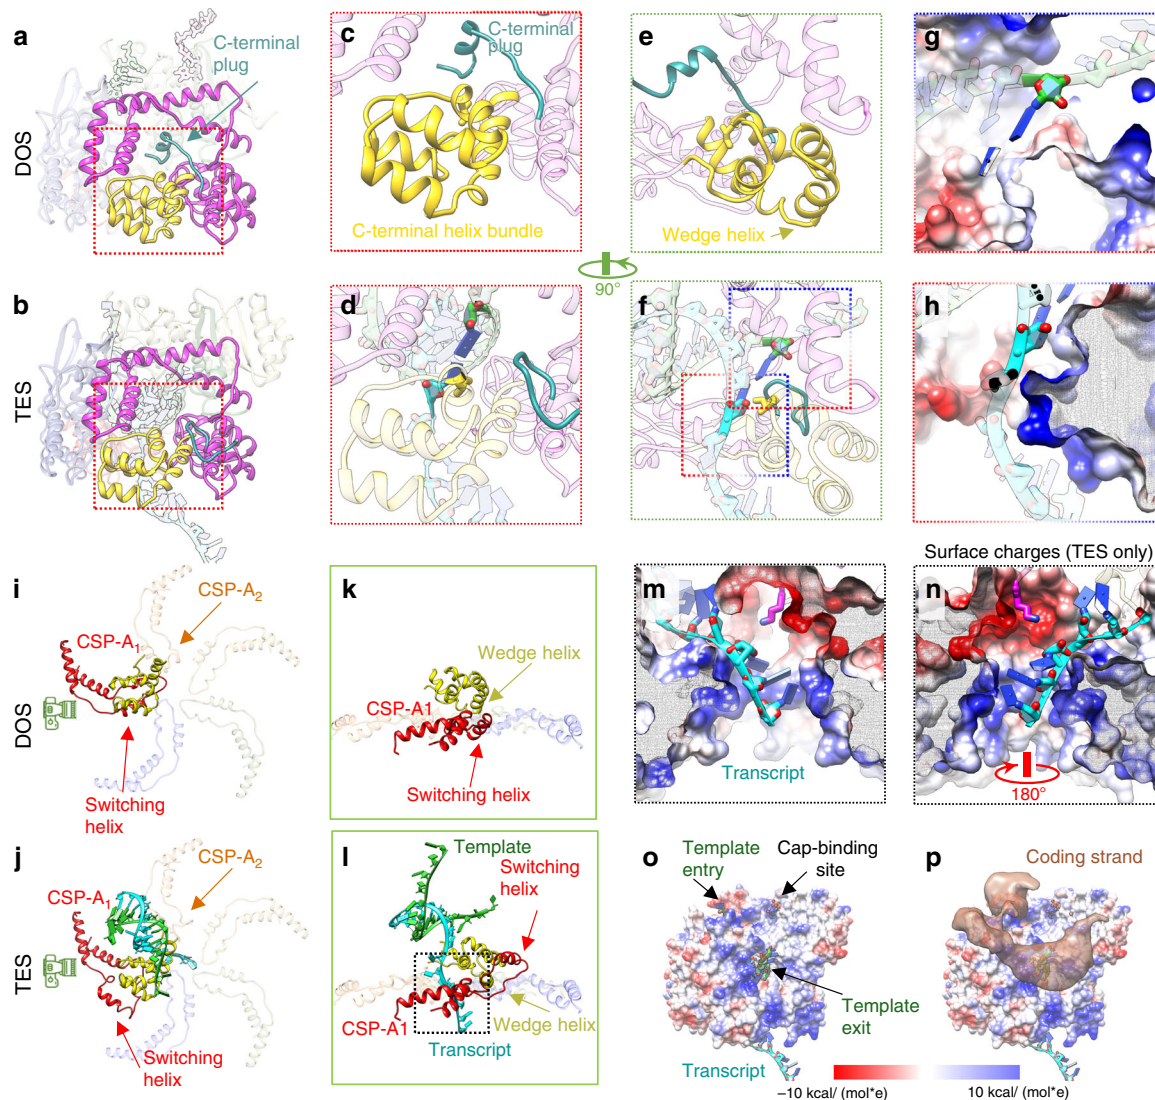 a
C-terminal
plug
DOS
c
C-terminal
plug
C-terminal helix bundle
e
Wedge helix
g
90°
b
TES
d
f
h
i
CSP-A2
CSP-A1
DOS
Switching
helix
k
Wedge helix
CSP-A1
Switching helix
Surface charges (TES only)
m
Transcript
n
180°
j
CSP-A2
CSP-A1
TES
Switching
helix
l
Template
Switching
helix
CSP-A1
Wedge helix
Transcript
o
Template
entry
Cap-binding
site
Template
exit
Transcript
p
Coding strand
−10 kcal/ (mol*e)
10 kcal/ (mol*e)